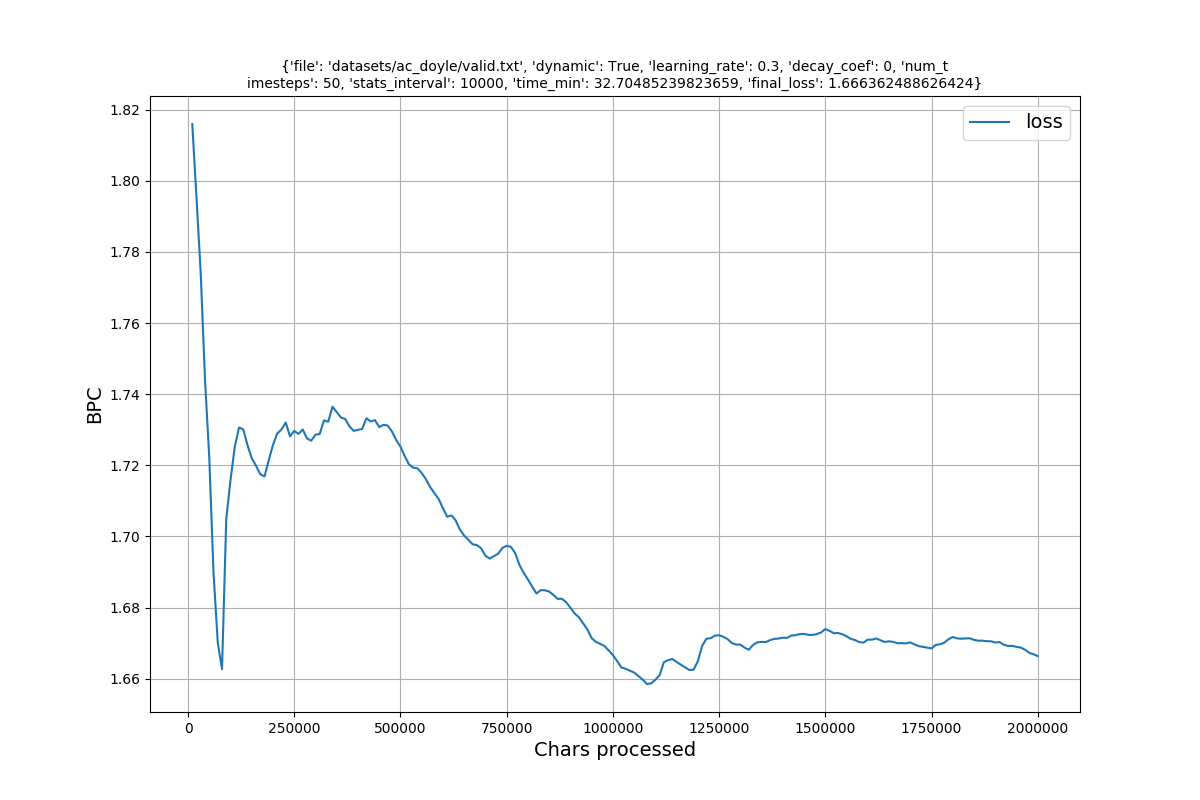 {'file': 'datasets/ac_doyle/valid.txt', 'dynamic': True, 'learning_rate': 0.3, 'decay_coef': 0, 'num_t
imesteps': 50, 'stats_interval': 10000, 'time_min': 32.70485239823659, 'final_loss': 1.666362488626424}
loss
BPC
1.82
1.80
1.78
1.76
1.74
1.72
1.70
1.68
1.66
0 250000 500000 750000 1000000 1250000 1500000 1750000 2000000
Chars processed